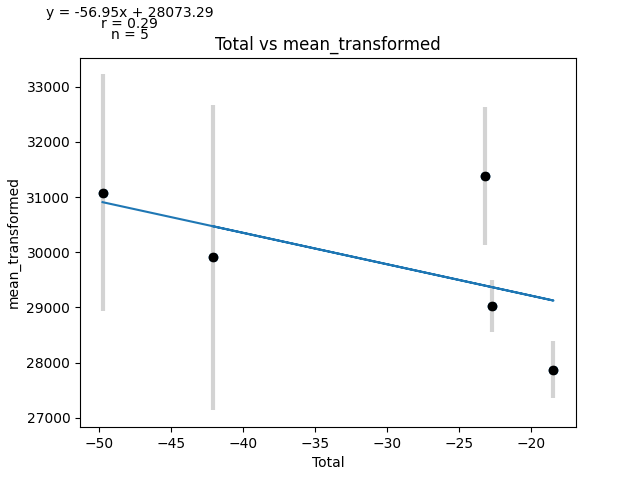 y = -56.95x + 28073.29
r = 0.29
n = 5
Total vs mean_transformed
33000
32000
31000
30000
29000
28000
27000
mean_transformed
−50
−45
−40
−35
−30
−25
−20
Total